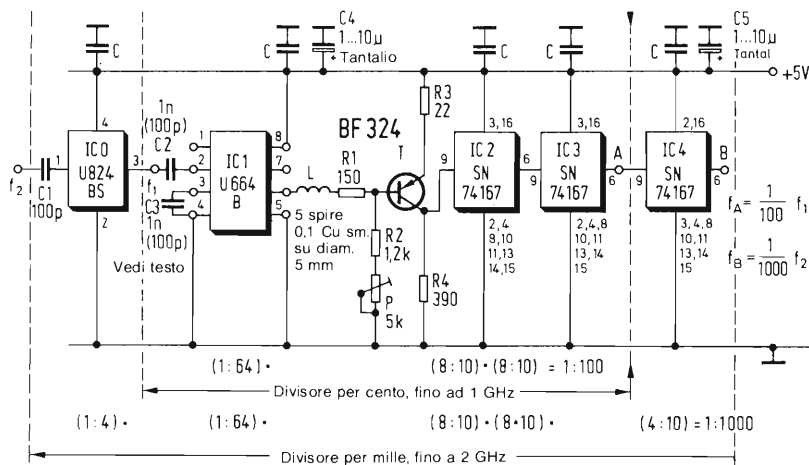 C4
1...10µ
+ Tantalio
C5
1...10µ
+ Tantal
C
C
C
C
C
+5V
1n
(100p)
C2
R3
22
BF 324
T
4
3,16
3,16
2,16
f2
C1
100p
1
IC0
U824
BS
3
2
f1
C3
1n
(100p)
Vedi testo
1
2
3
4
IC1
U664
B
8
7
6
5
L
R1
150
5 spire
0,1 Cu sm.
su diam.
5 mm
R2
1,2k
P
5k
R4
390
9
IC2
SN
74167
6
2,4
8,10
11,13
14,15
9
IC3
SN
74167
6
2,4,8
10,11
13,14
15
A
9
IC4
SN
74167
6
3,4,8
10,11
13,14
15
B
fA = 1/100 f1
fB = 1/1000 f2
(1:64)•
(8:10)•(8:10) = 1:100
Divisore per cento, fino ad 1 GHz
(1:4)•
(1:64)•
(8:10)•(8•10)•
(4:10)=1:1000
Divisore per mille, fino a 2 GHz